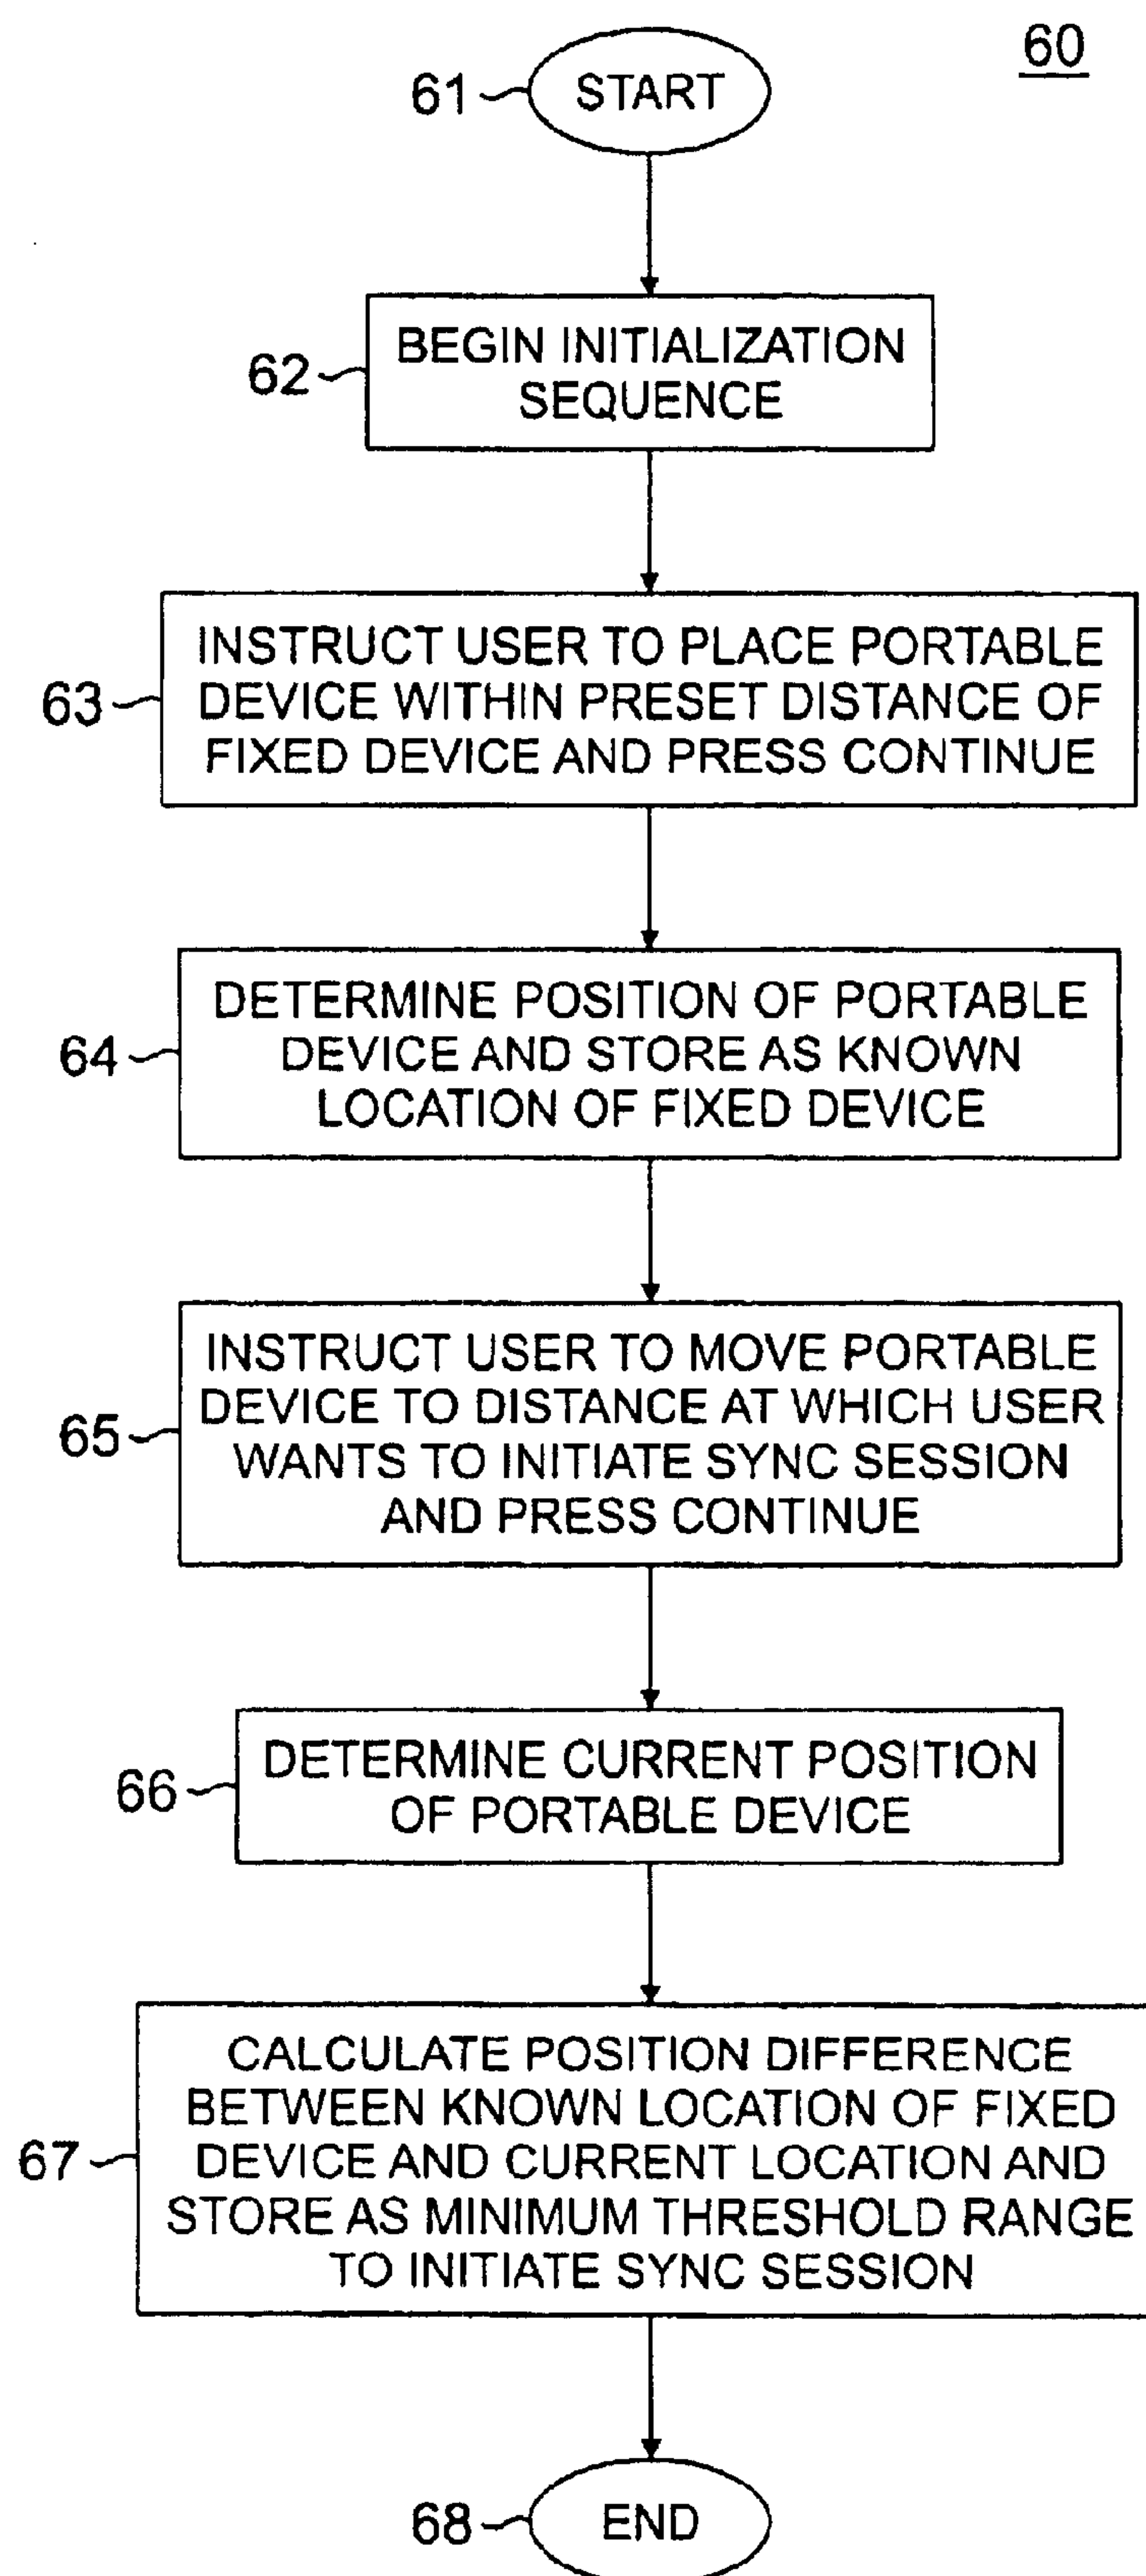 60
61
START
62
BEGIN INITIALIZATION
SEQUENCE
63
INSTRUCT USER TO PLACE PORTABLE
DEVICE WITHIN PRESET DISTANCE OF
FIXED DEVICE AND PRESS CONTINUE
64
DETERMINE POSITION OF PORTABLE
DEVICE AND STORE AS KNOWN
LOCATION OF FIXED DEVICE
65
INSTRUCT USER TO MOVE PORTABLE
DEVICE TO DISTANCE AT WHICH USER
WANTS TO INITIATE SYNC SESSION
AND PRESS CONTINUE
66
DETERMINE CURRENT POSITION
OF PORTABLE DEVICE
67
CALCULATE POSITION DIFFERENCE
BETWEEN KNOWN LOCATION OF FIXED
DEVICE AND CURRENT LOCATION AND
STORE AS MINIMUM THRESHOLD RANGE
TO INITIATE SYNC SESSION
68
END